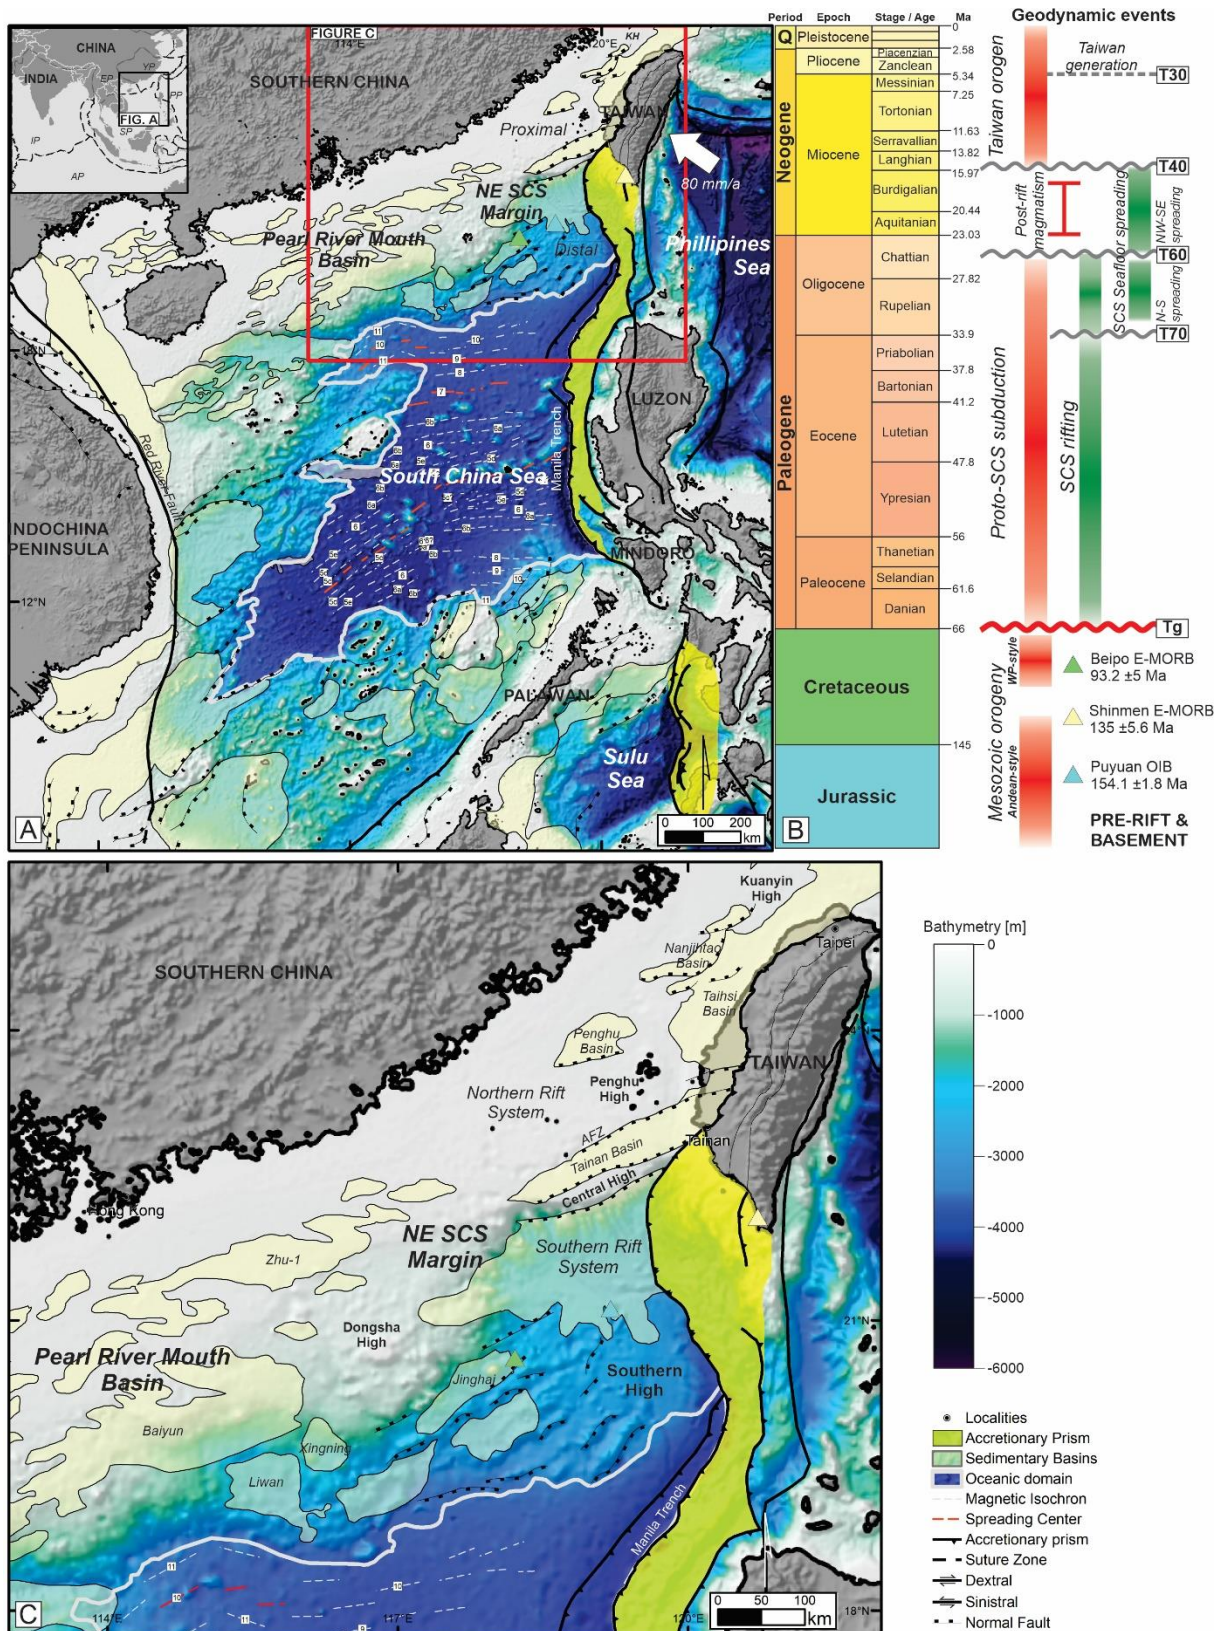 CHINA
INDIA
YP
EP
PP
FIG. A
SP
IP
AP
FIGURE C
114°E
120°E
KH
SOUTHERN CHINA
TAIWAN
Proximal
80 mm/a
NE SCS
Margin
Pearl River Mouth
Basin
Distal
Phillipines
Sea
18°N
LUZON
Red River Fault
Manila Trench
South China Sea
INDOCHINA
PENINSULA
MINDORO
12°N
PALAWAN
Sulu
Sea
A
0 100 200
km
Period Epoch Stage / Age Ma
Geodynamic events
0
Q Pleistocene
2.58
Pliocene
Piacenzian
Zanclean
5.34
Neogene
Miocene
Messinian
7.25
Tortonian
11.63
Serravallian
13.82
Langhian
15.97
Burdigalian
20.44
Aquitanian
23.03
Paleogene
Oligocene
Chattian
27.82
Rupelian
33.9
Eocene
Priabolian
37.8
Bartonian
41.2
Lutetian
47.8
Ypresian
56
Paleocene
Thanetian
Selandian
61.6
Danian
66
Cretaceous
145
Jurassic
B
Taiwan orogen
Taiwan
generation
T30
T40
Post-rift
magmatism
SCS Seafloor spreading
NW-SE
spreading
T60
N-S
spreading
T70
Proto-SCS subduction
SCS rifting
Tg
Mesozoic orogeny
WP-style
Andean-style
Beipo E-MORB
93.2 ±5 Ma
Shinmen E-MORB
135 ±5.6 Ma
Puyuan OIB
154.1 ±1.8 Ma
PRE-RIFT &
BASEMENT
Kuanyin
High
SOUTHERN CHINA
Taipei
Nanjihtao
Basin
Taihsi
Basin
Penghu
Basin
TAIWAN
Penghu
High
Northern Rift
System
AFZ
Tainan Basin
Tainan
Central High
Hong Kong
NE SCS
Margin
Zhu-1
Southern Rift
System
Dongsha
High
21°N
Pearl River Mouth
Basin
Jinghai
Southern
High
Baiyun
Xingning
Liwan
Manila Trench
11
10
10
11
9
C
114°E
117°E
120°E
18°N
0 50 100
km
Bathymetry [m]
0
-1000
-2000
-3000
-4000
-5000
-6000
Localities
Accretionary Prism
Sedimentary Basins
Oceanic domain
Magnetic Isochron
Spreading Center
Accretionary prism
Suture Zone
Dextral
Sinistral
Normal Fault